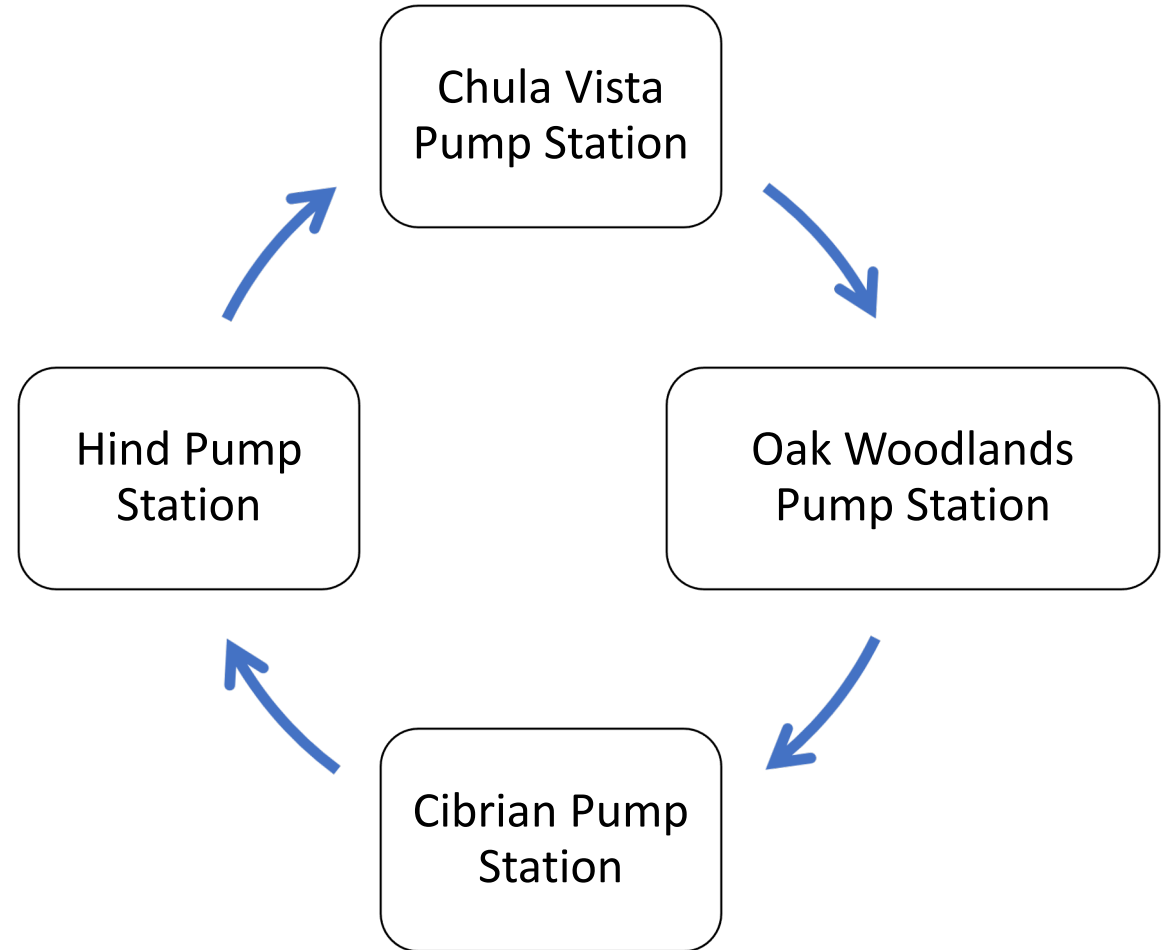 Chula Vista
Pump Station
Hind Pump
Station
Oak Woodlands
Pump Station
Cibrian Pump
Station